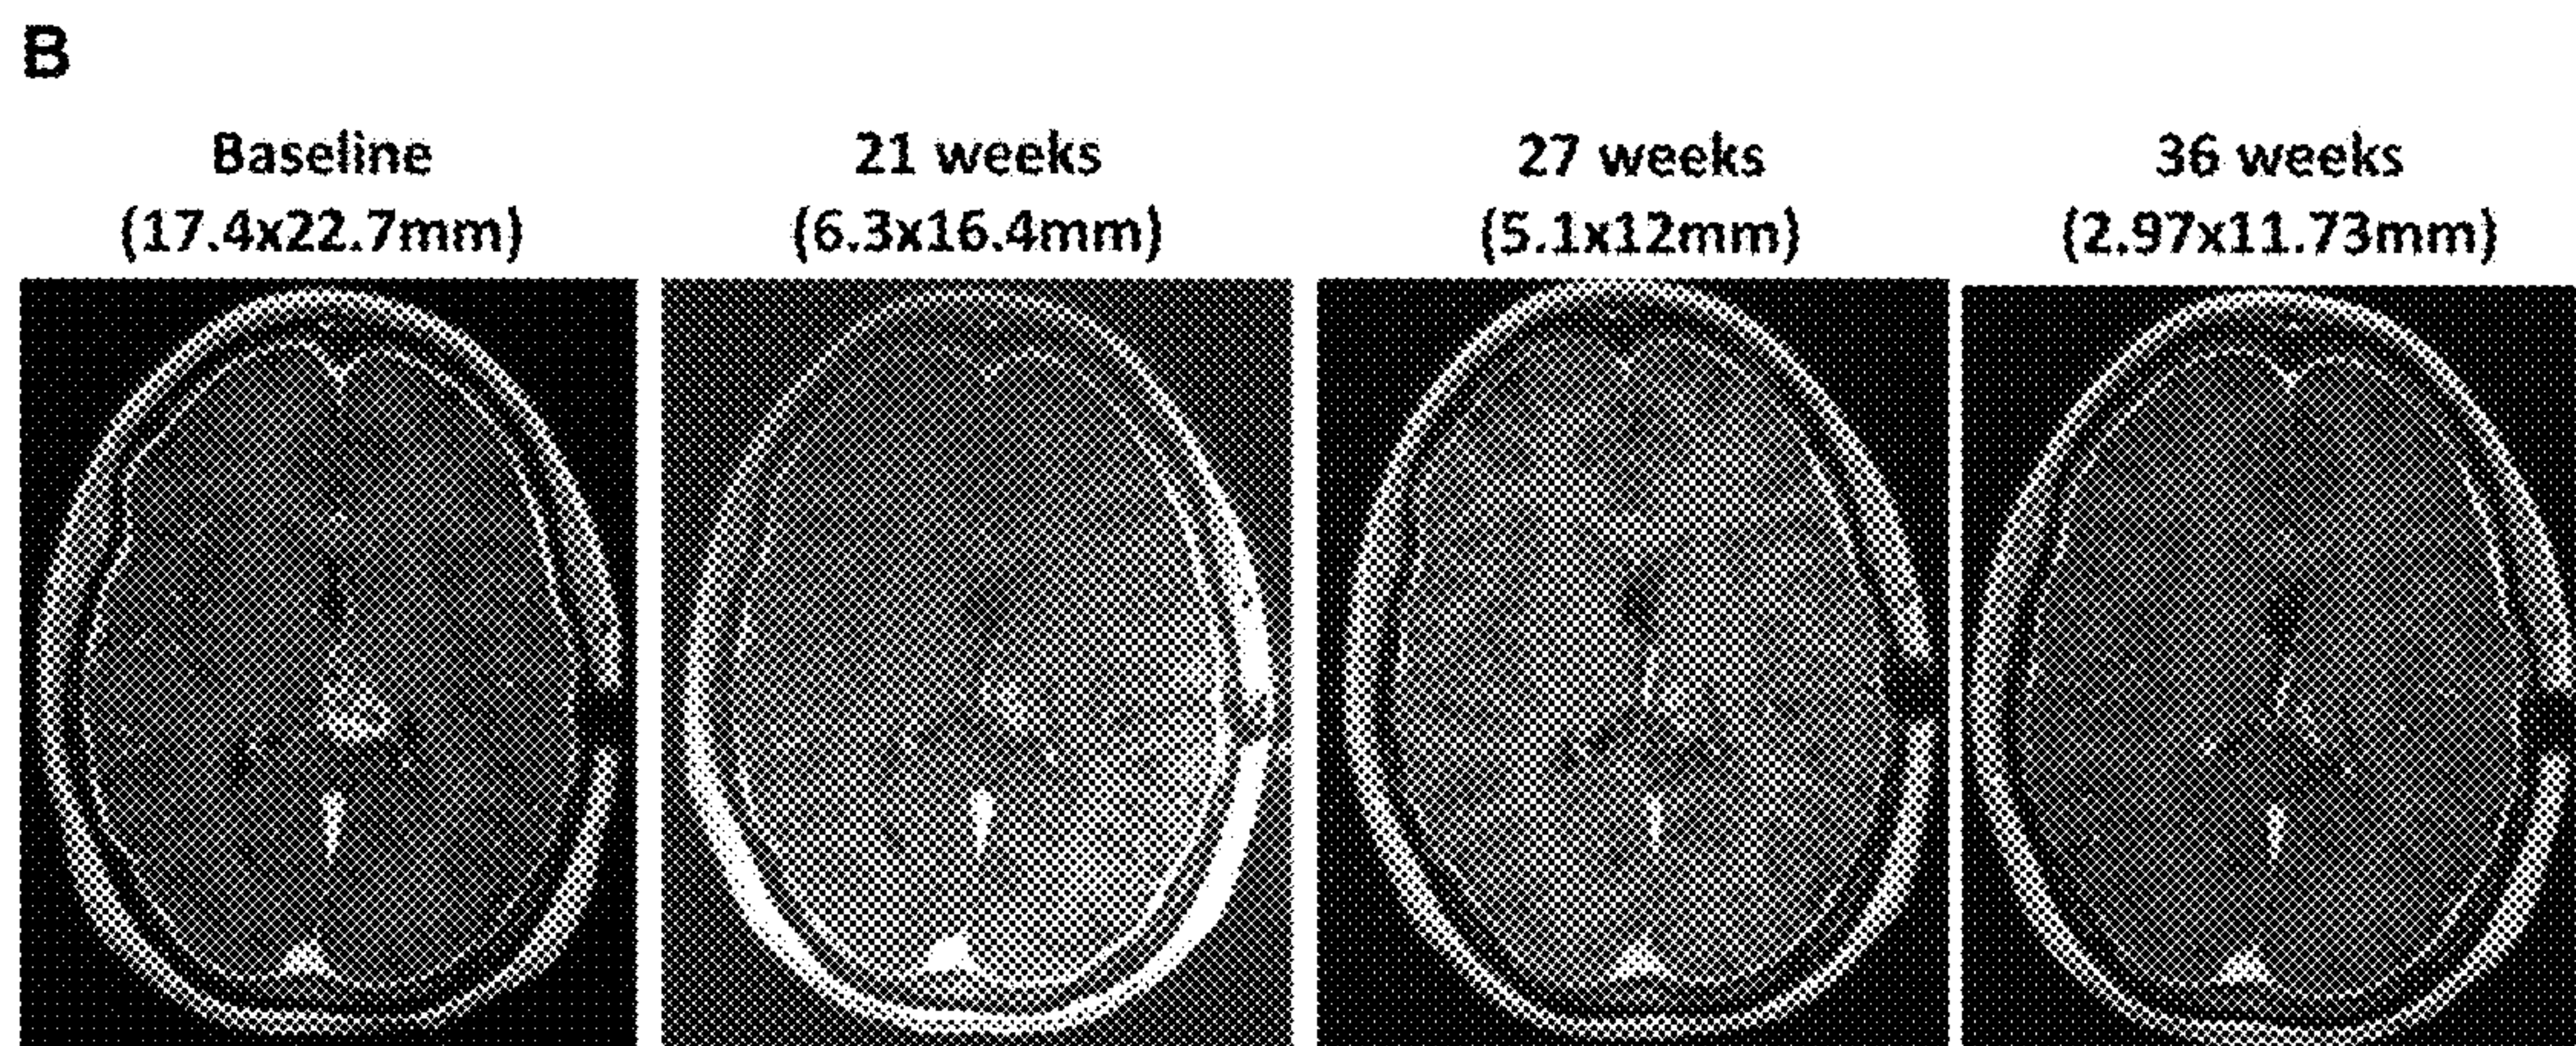 B
Baseline
(17.4x22.7mm)
21 weeks
(6.3x16.4mm)
27 weeks
(5.1x12mm)
36 weeks
(2.97x11.73mm)